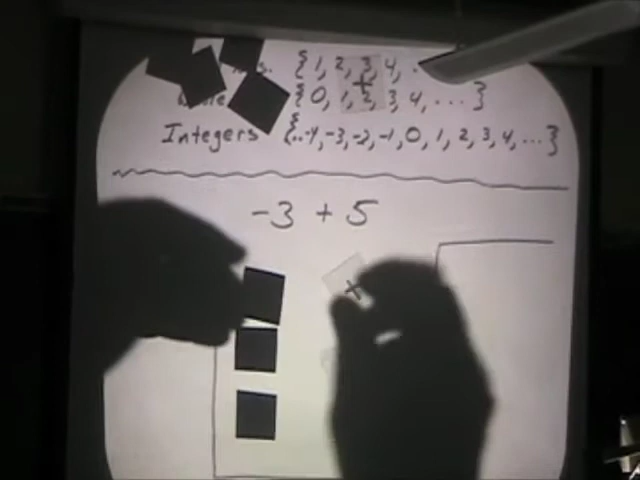 {1, 2, 3, 4, .
{0, 1, 2, 3, 4, ... }
Integers {..-4, -3, -2, -1, 0, 1, 2, 3, 4, ... }
-3 + 5
+